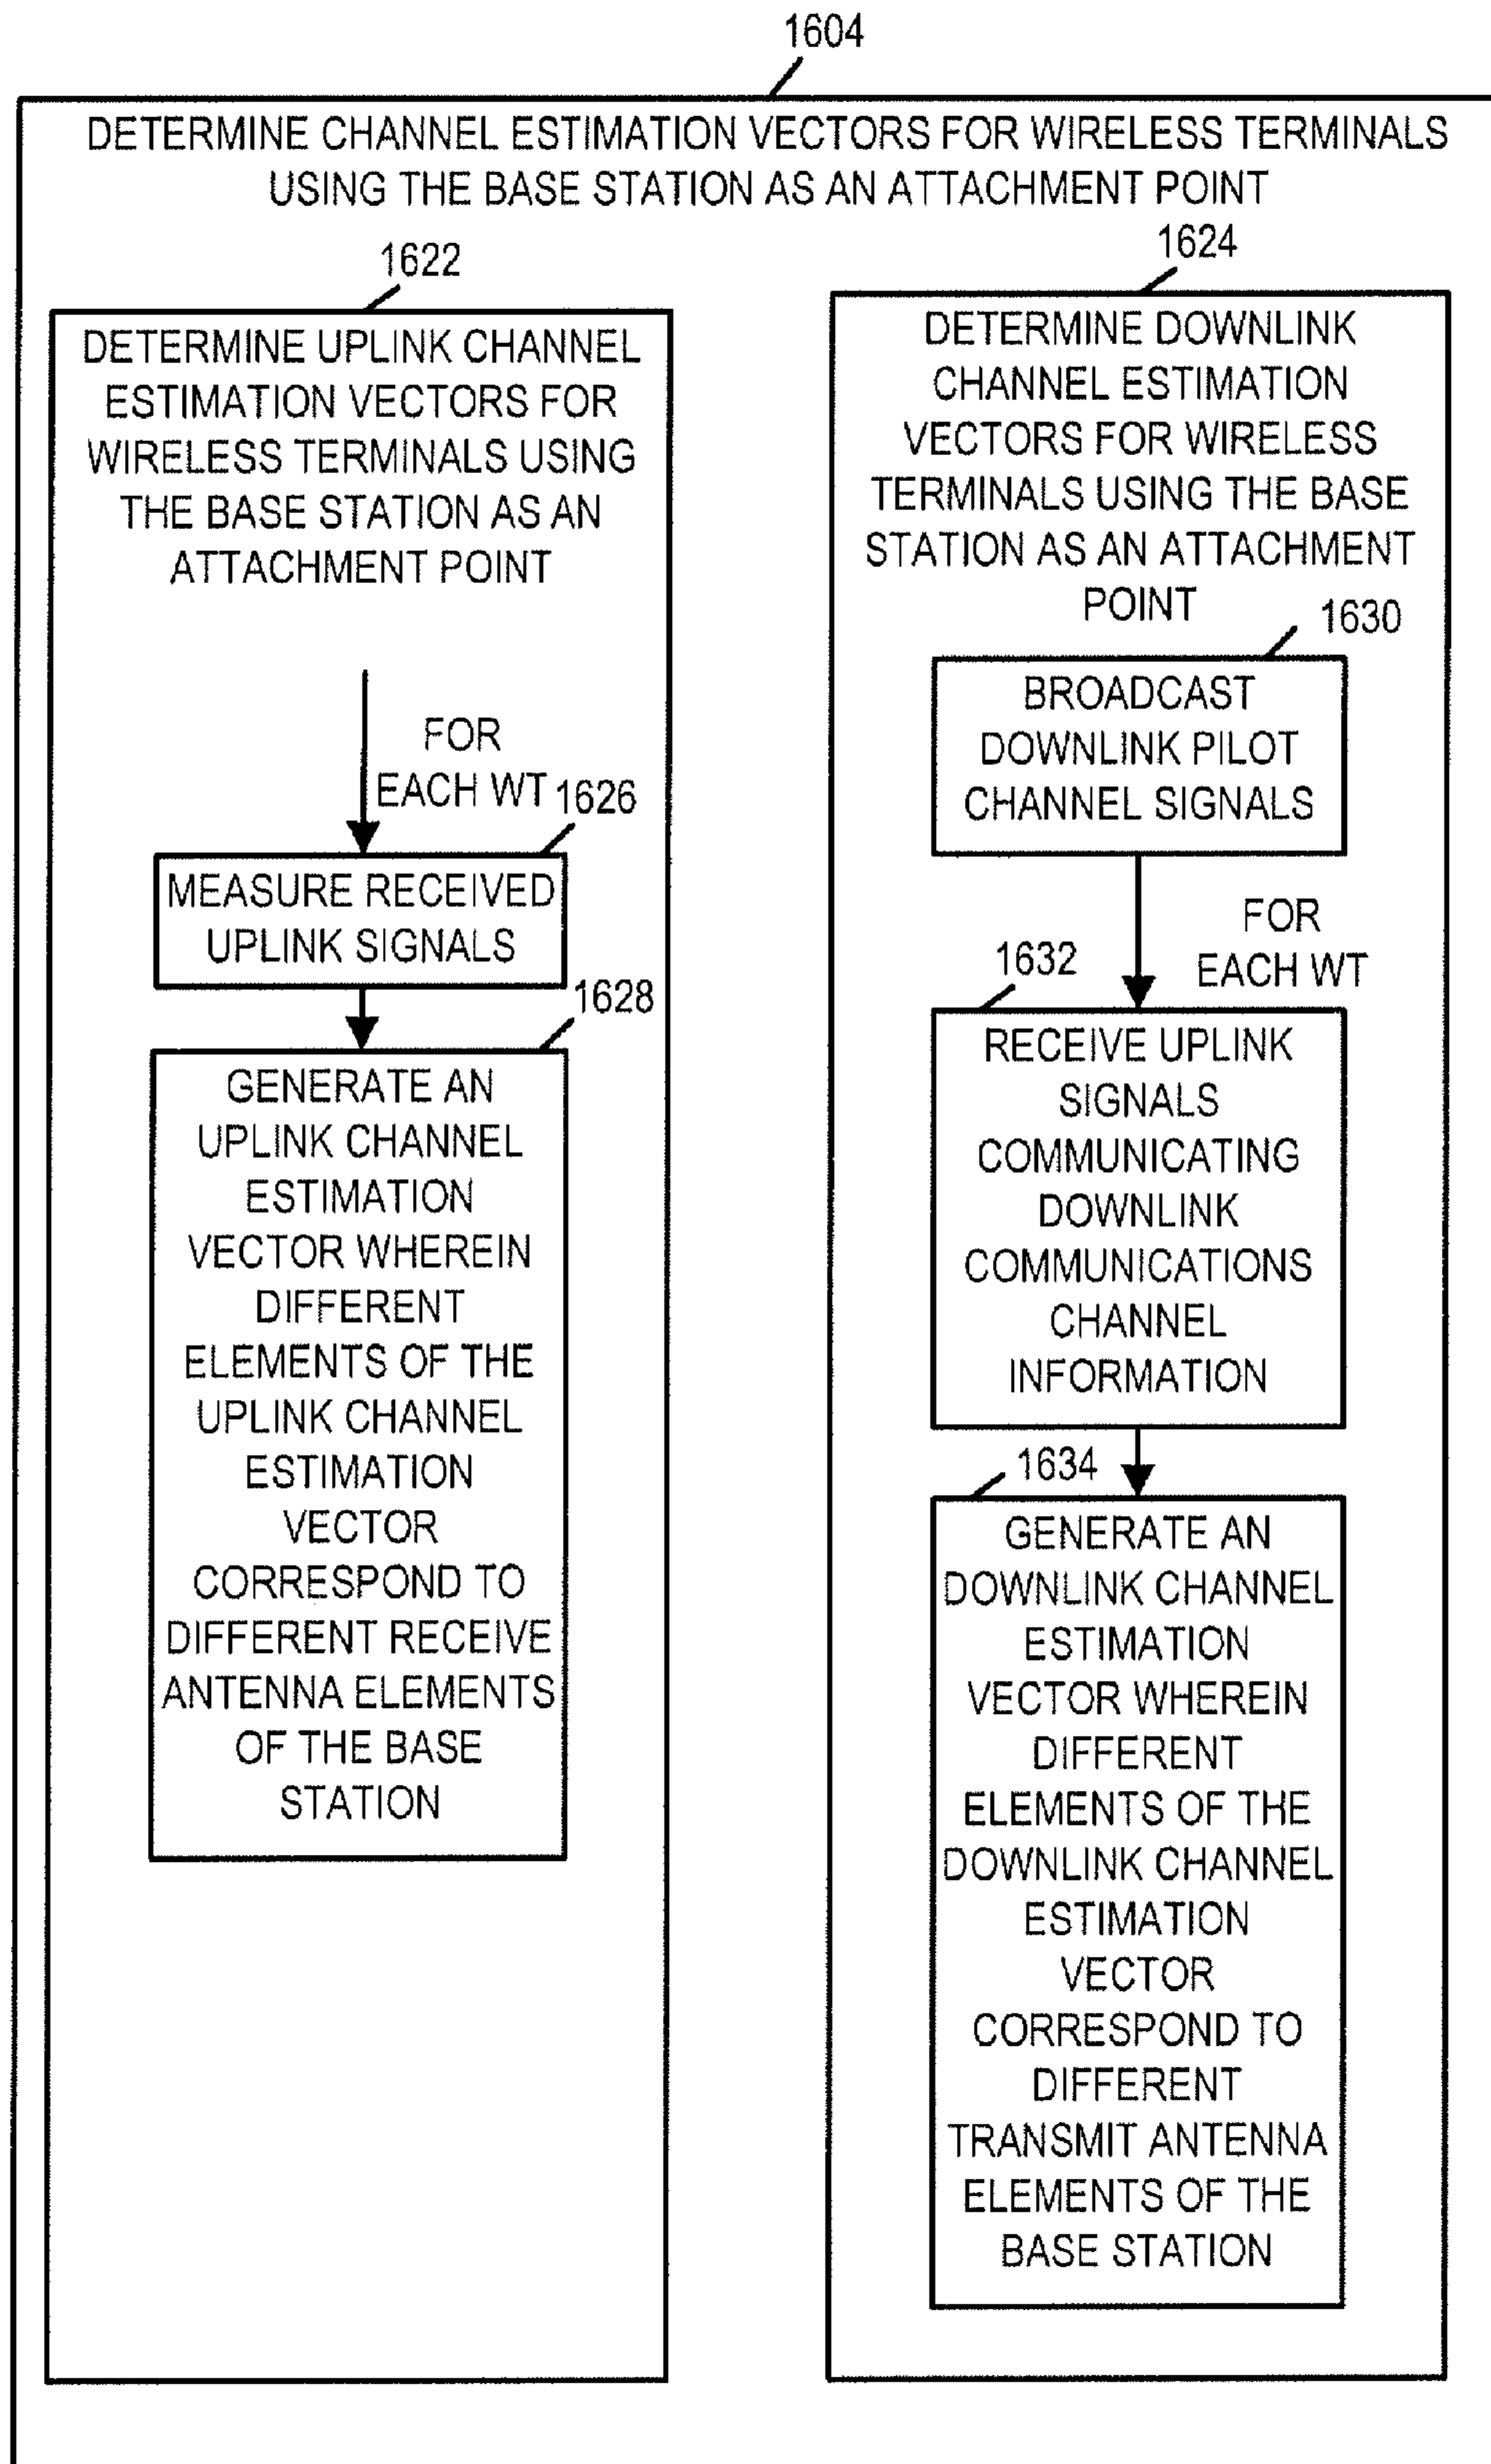 1604
DETERMINE CHANNEL ESTIMATION VECTORS FOR WIRELESS TERMINALS
USING THE BASE STATION AS AN ATTACHMENT POINT
1622
DETERMINE UPLINK CHANNEL
ESTIMATION VECTORS FOR
WIRELESS TERMINALS USING
THE BASE STATION AS AN
ATTACHMENT POINT
FOR
EACH WT
1626
MEASURE RECEIVED
UPLINK SIGNALS
1628
GENERATE AN
UPLINK CHANNEL
ESTIMATION
VECTOR WHEREIN
DIFFERENT
ELEMENTS OF THE
UPLINK CHANNEL
ESTIMATION
VECTOR
CORRESPOND TO
DIFFERENT RECEIVE
ANTENNA ELEMENTS
OF THE BASE
STATION
1624
DETERMINE DOWNLINK
CHANNEL ESTIMATION
VECTORS FOR WIRELESS
TERMINALS USING THE BASE
STATION AS AN ATTACHMENT
POINT
1630
BROADCAST
DOWNLINK PILOT
CHANNEL SIGNALS
FOR
EACH WT
1632
RECEIVE UPLINK
SIGNALS
COMMUNICATING
DOWNLINK
COMMUNICATIONS
CHANNEL
INFORMATION
1634
GENERATE AN
DOWNLINK CHANNEL
ESTIMATION
VECTOR WHEREIN
DIFFERENT
ELEMENTS OF THE
DOWNLINK CHANNEL
ESTIMATION
VECTOR
CORRESPOND TO
DIFFERENT
TRANSMIT ANTENNA
ELEMENTS OF THE
BASE STATION